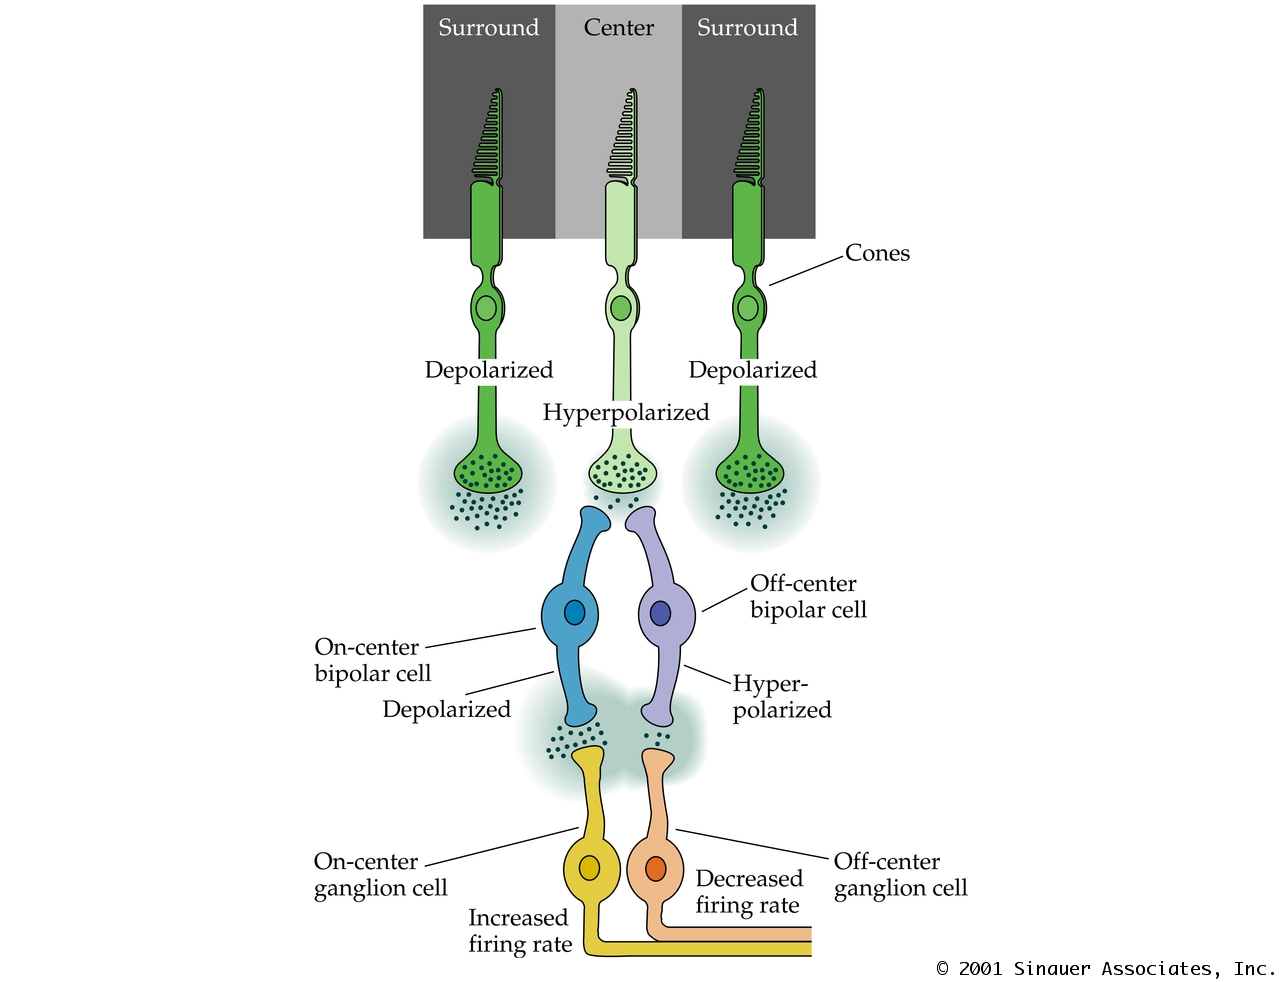 Surround
Center
Surround
Cones
Depolarized
Depolarized
Hyperpolarized
Off-center
bipolar cell
On-center
bipolar cell
Depolarized
Hyper-
polarized
On-center
ganglion cell
Off-center
ganglion cell
Decreased
firing rate
Increased
firing rate
© 2001 Sinauer Associates, Inc.